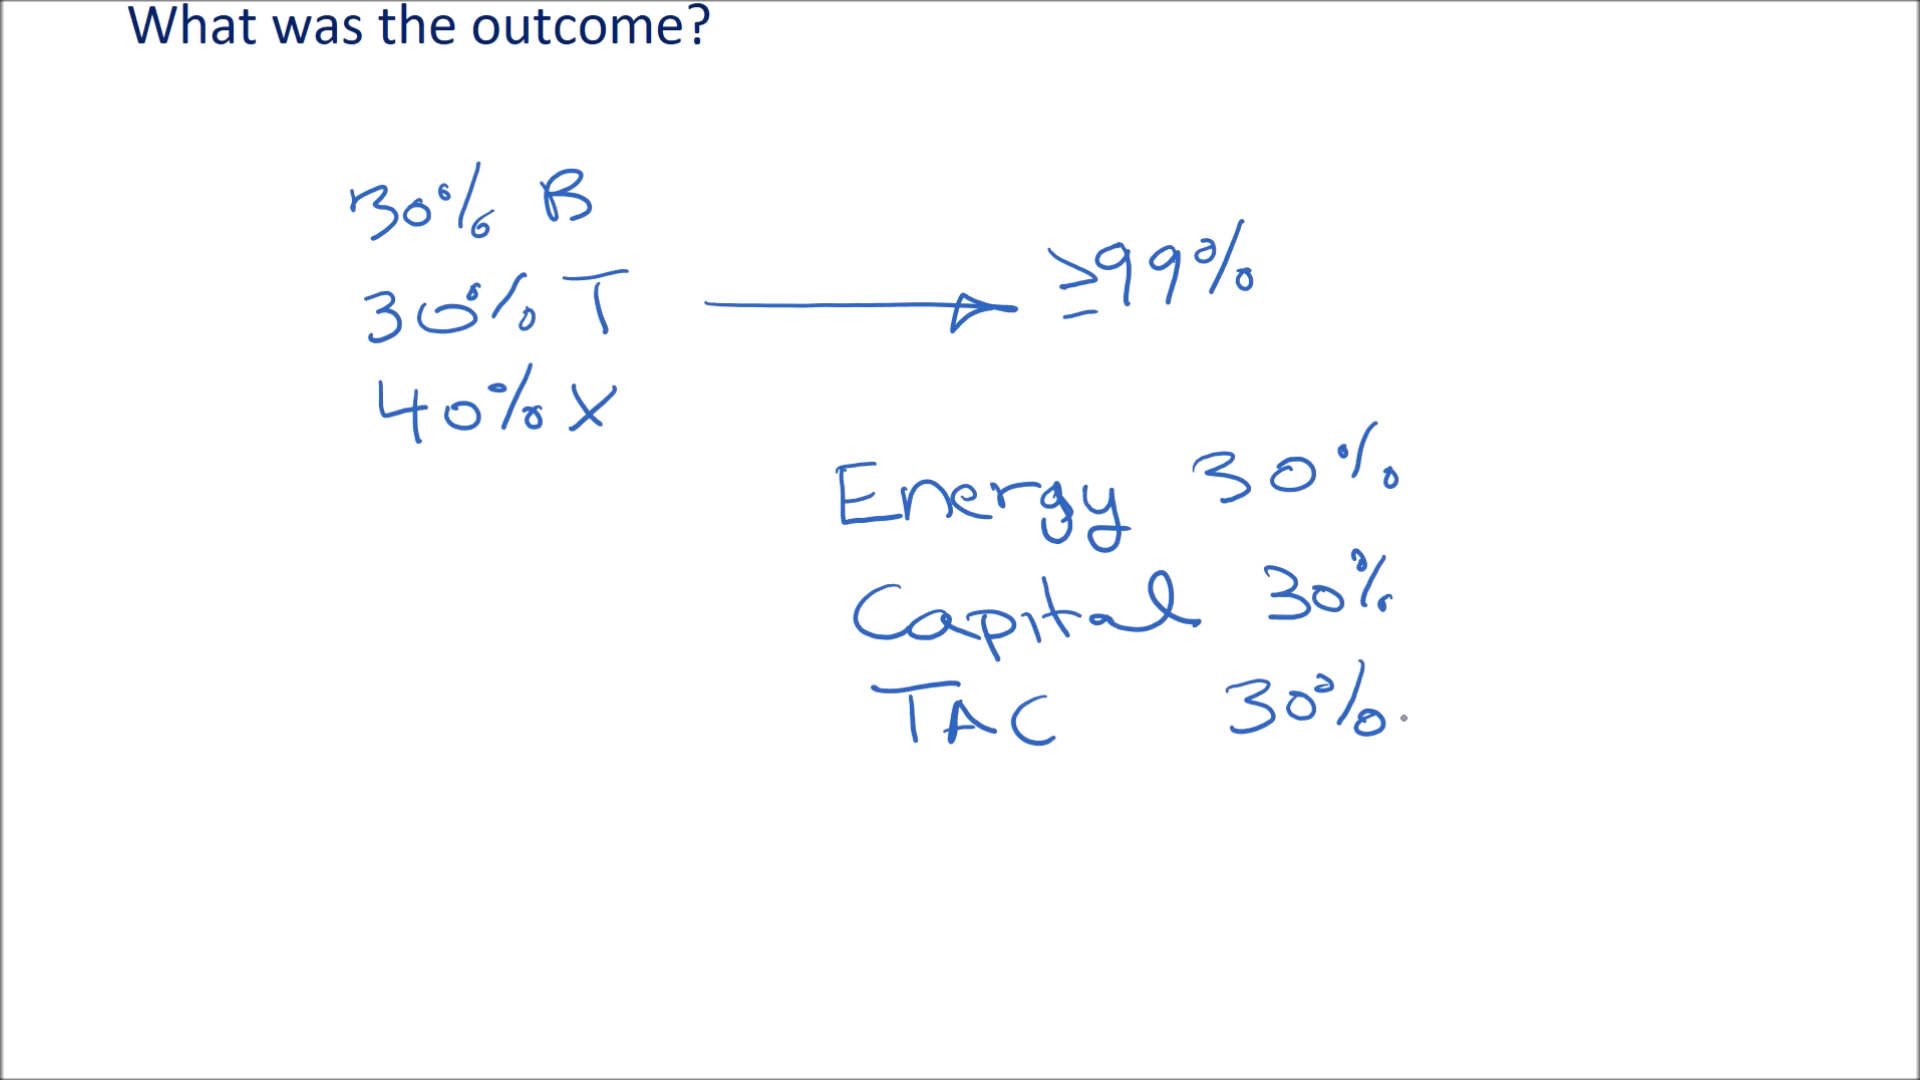 What was the outcome?
30% B
30% T
40% X
≥99%
Energy 30%
Capital 30%
TAC 30%